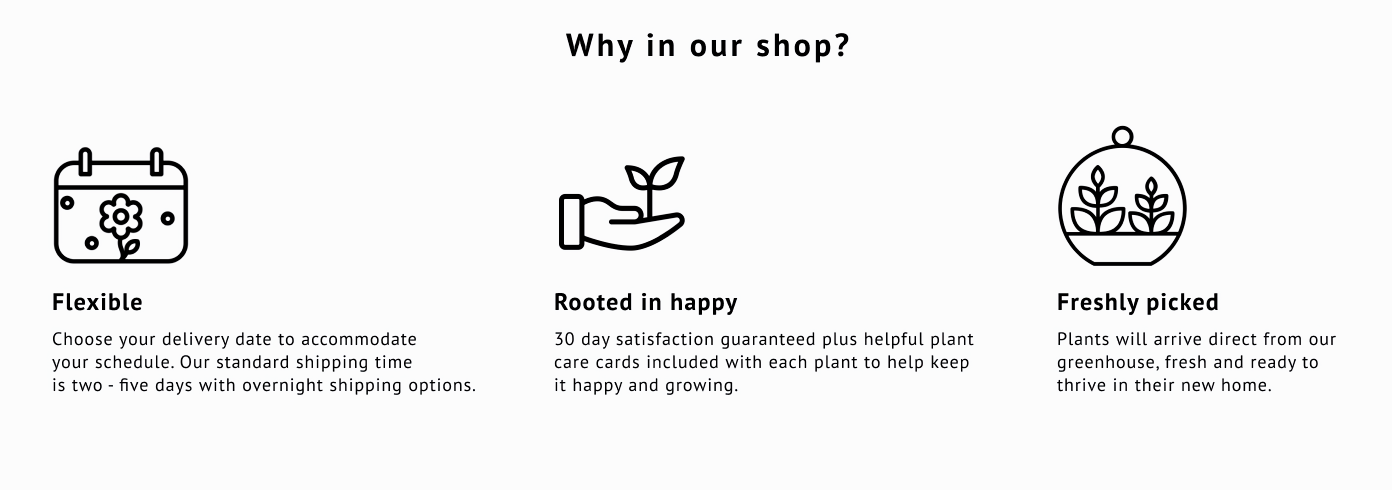 Why in our shop?
Flexible
Choose your delivery date to accommodate
your schedule. Our standard shipping time
is two - five days with overnight shipping options.
Rooted in happy
30 day satisfaction guaranteed plus helpful plant
care cards included with each plant to help keep
it happy and growing.
Freshly picked
Plants will arrive direct from our
greenhouse, fresh and ready to
thrive in their new home.